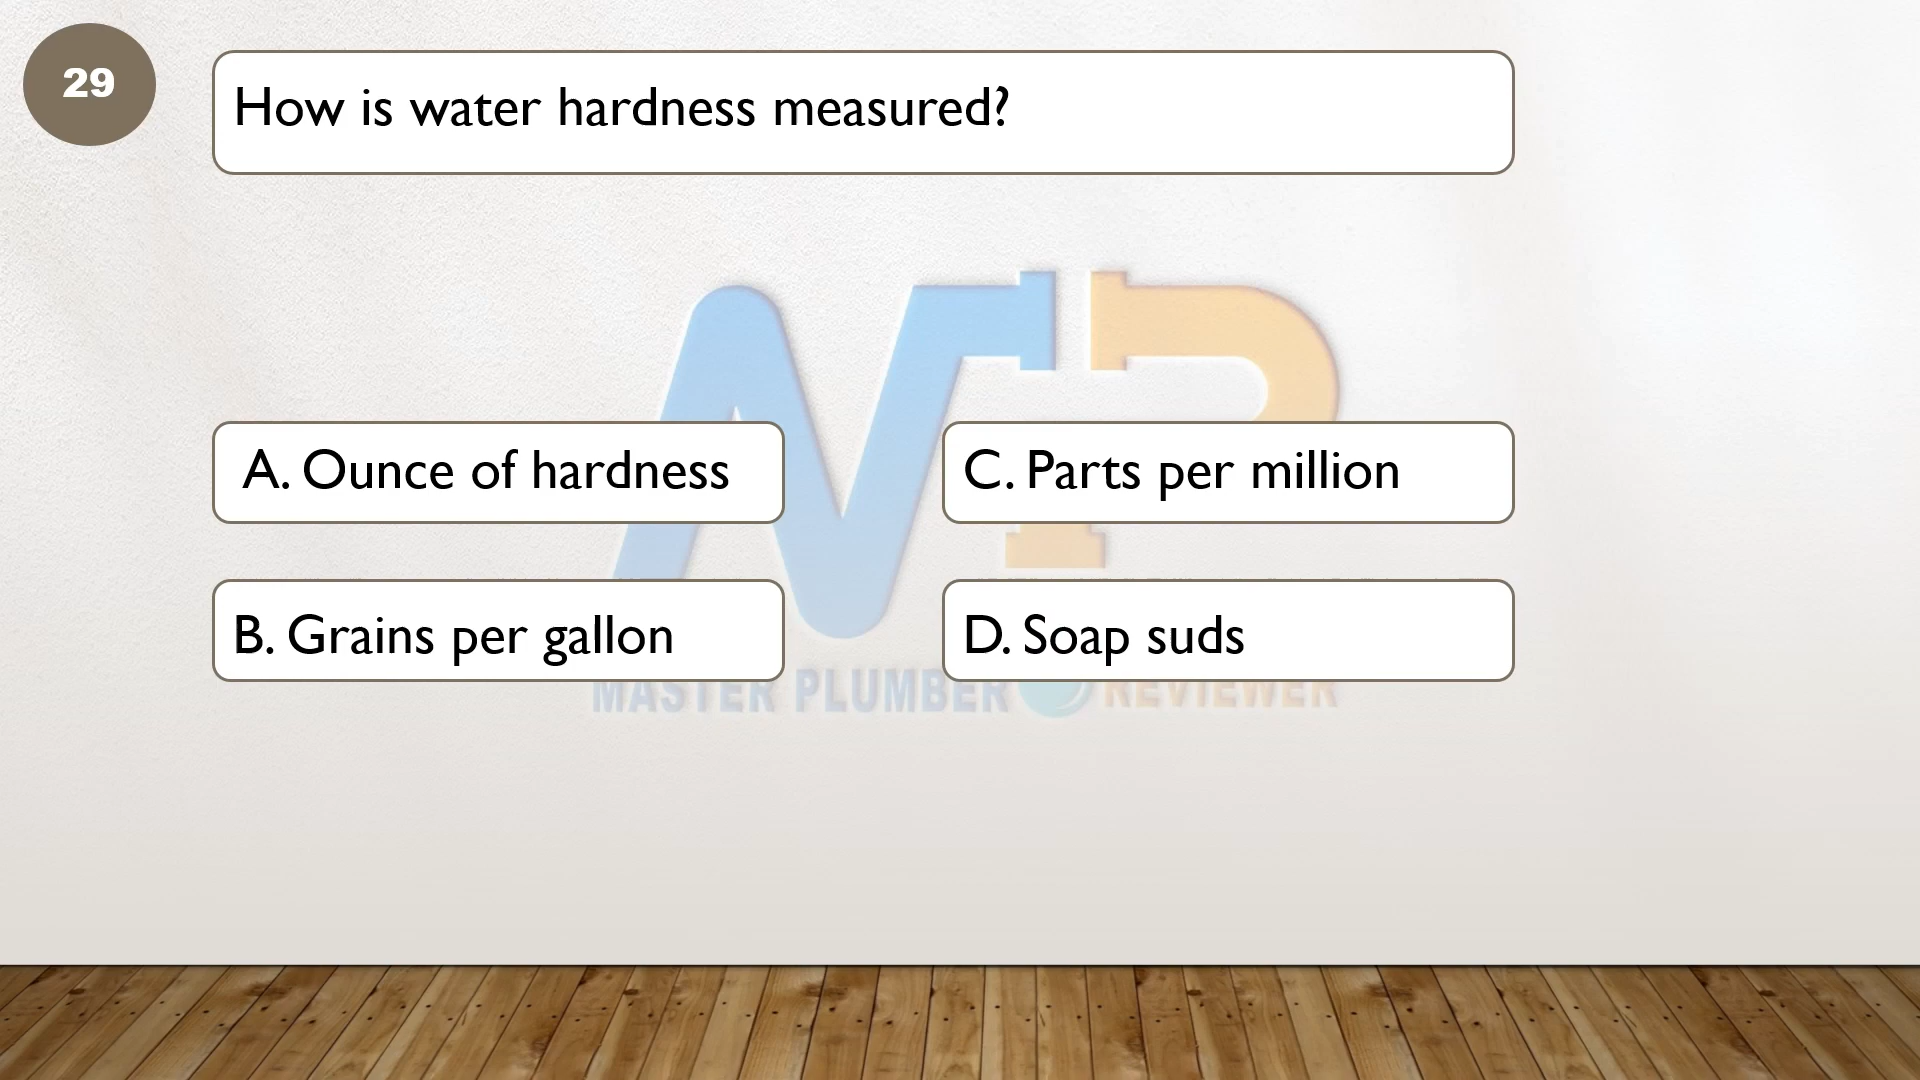 29
How is water hardness measured?
A. Ounce of hardness
C. Parts per million
B. Grains per gallon
D. Soap suds
MASTER PLUMBER REVIEWER